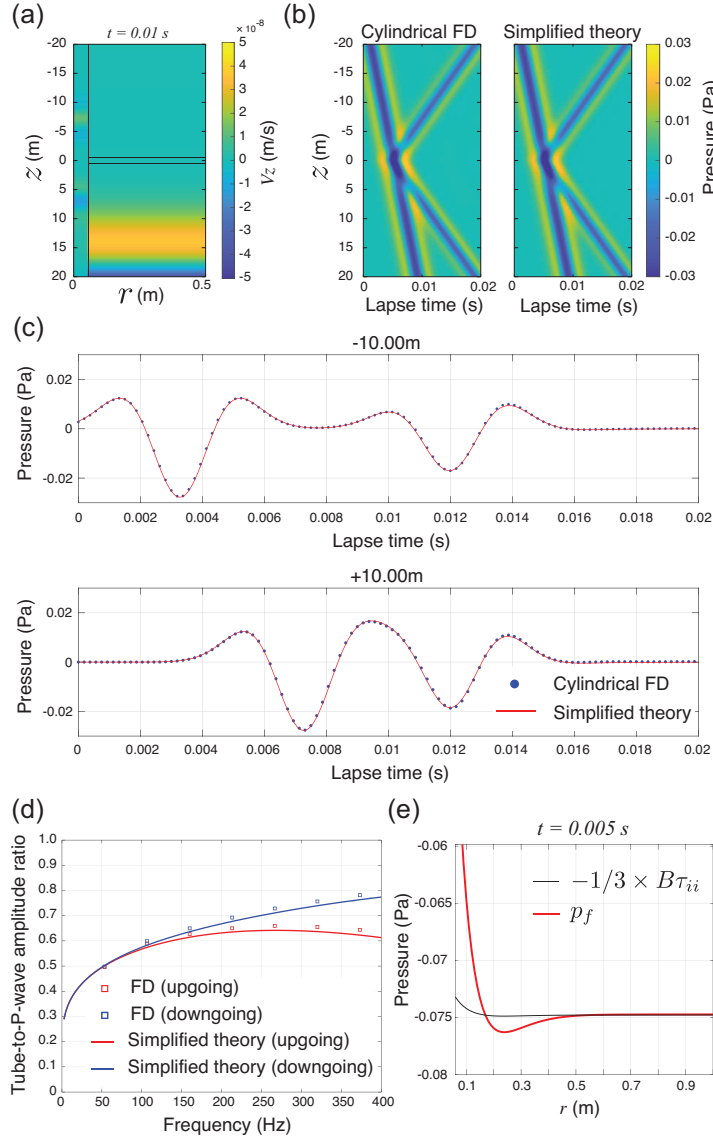 (a)
t = 0.01 s
× 10⁻⁸
-20
-15
-10
-5
0
5
10
15
20
z (m)
0
0.5
r (m)
5
4
3
2
1
0
-1
-2
-3
-4
-5
Vz (m/s)
(b)
Cylindrical FD
Simplified theory
-20
-15
-10
-5
0
5
10
15
20
z (m)
0
0.01
0.02
0
0.01
0.02
Lapse time (s)
Lapse time (s)
0.03
0.02
0.01
0
-0.01
-0.02
-0.03
Pressure (Pa)
(c)
-10.00m
0.02
0
-0.02
Pressure (Pa)
0 0.002 0.004 0.006 0.008 0.01 0.012 0.014 0.016 0.018 0.02
Lapse time (s)
+10.00m
0.02
0
-0.02
Pressure (Pa)
Cylindrical FD
Simplified theory
0 0.002 0.004 0.006 0.008 0.01 0.012 0.014 0.016 0.018 0.02
Lapse time (s)
(d)
1.0
0.9
0.8
0.7
0.6
0.5
0.4
0.3
0.2
0.1
0
Tube-to-P-wave amplitude ratio
FD (upgoing)
FD (downgoing)
Simplified theory (upgoing)
Simplified theory (downgoing)
0 50 100 150 200 250 300 350 400
Frequency (Hz)
(e)
t = 0.005 s
-0.06
-0.065
-0.07
-0.075
-0.08
Pressure (Pa)
−1/3 × Bτii
pf
0.1 0.3 0.5 0.7 0.9
r (m)